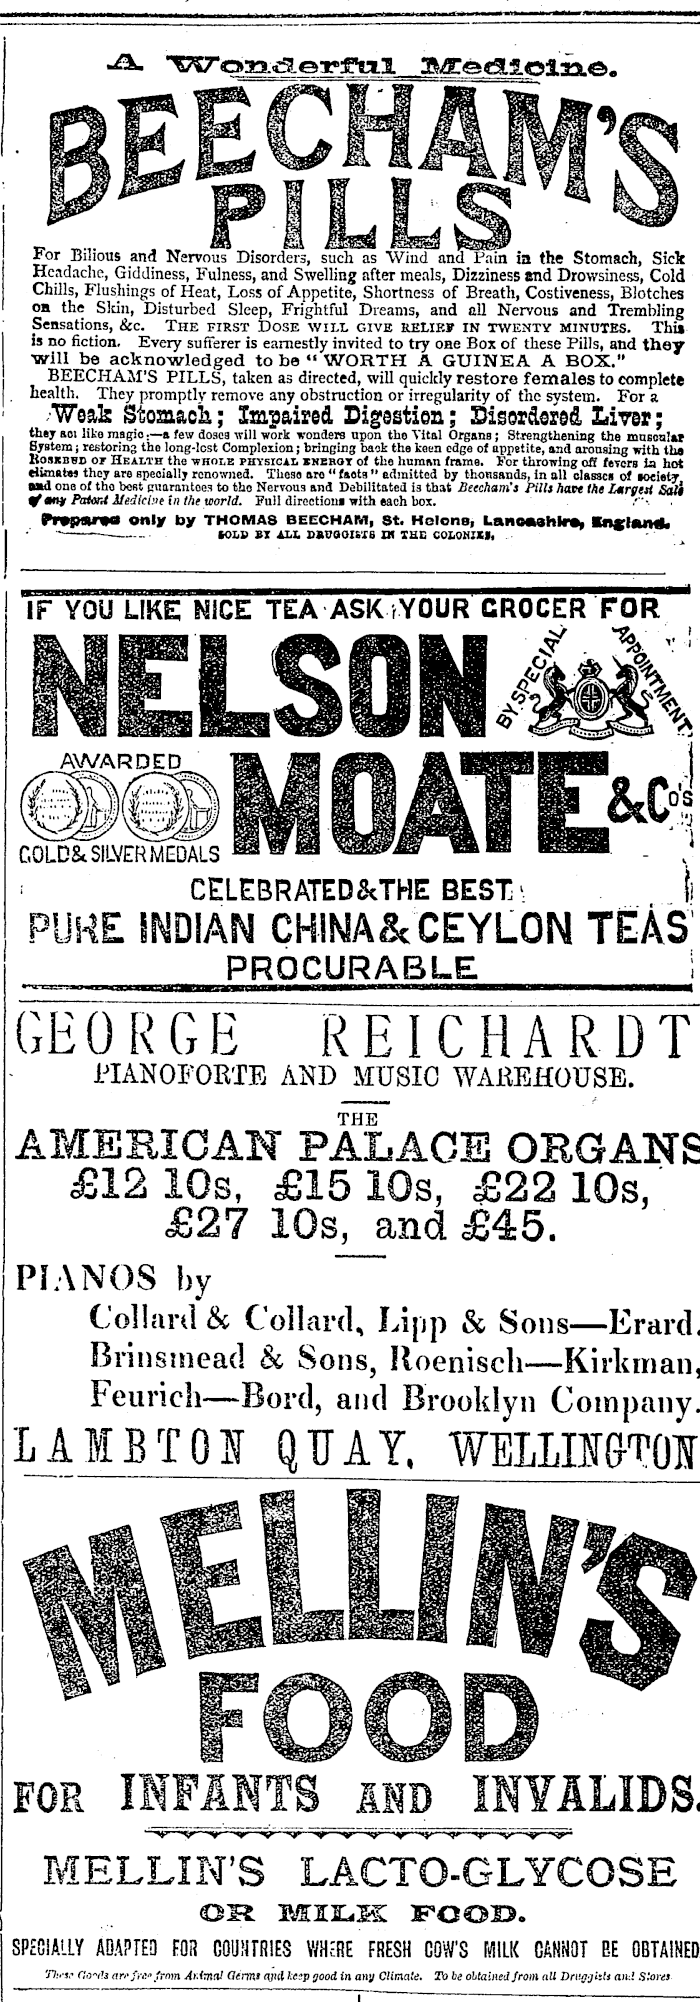 A Wonderful Medicine.
BEECHAM'S
PILLS
For Bilious and Nervous Disorders, such as Wind and Pain in the Stomach, Sick
Headache, Giddiness, Fulness, and Swelling after meals, Dizziness and Drowsiness, Cold
Chills, Flushings of Heat, Loss of Appetite, Shortness of Breath, Costiveness, Blotches
on the Skin, Disturbed Sleep, Frightful Dreams, and all Nervous and Trembling
Sensations, &c. THE FIRST DOSE WILL GIVE RELIEF IN TWENTY MINUTES. This
is no fiction. Every sufferer is earnestly invited to try one Box of these Pills, and they
will be acknowledged to be "WORTH A GUINEA A BOX."
BEECHAM'S PILLS, taken as directed, will quickly restore females to complete
health. They promptly remove any obstruction or irregularity of the system. For a
Weak Stomach; Impaired Digestion; Disordered Liver;
they act like magic:—a few doses will work wonders upon the Vital Organs; Strengthening the muscular
System; restoring the long-lost Complexion; bringing back the keen edge of appetite, and arousing with the
ROSEBUD OF HEALTH the WHOLE PHYSICAL ENERGY of the human frame. For throwing off fevers in hot
climates they are specially renowned. These are "facts" admitted by thousands, in all classes of society,
and one of the best guarantees to the Nervous and Debilitated is that Beecham's Pills have the Largest Sale
of any Patent Medicine in the world. Full directions with each box.
Prepared only by THOMAS BEECHAM, St. Helens, Lancashire, England.
SOLD BY ALL DRUGGISTS IN THE COLONIES.
IF YOU LIKE NICE TEA ASK YOUR GROCER FOR
NELSON
BY SPECIAL APPOINTMENT
AWARDED
MOATE & Co's
GOLD & SILVER MEDALS
CELEBRATED & THE BEST
PURE INDIAN CHINA & CEYLON TEAS
PROCURABLE
GEORGE REICHARDT
PIANOFORTE AND MUSIC WAREHOUSE.
THE
AMERICAN PALACE ORGANS
£12 10s, £15 10s, £22 10s,
£27 10s, and £45.
PIANOS by
Collard & Collard, Lipp & Sons—Erard.
Brinsmead & Sons, Roenisch—Kirkman,
Feurich—Bord, and Brooklyn Company.
LAMBTON QUAY, WELLINGTON
MELLIN'S
FOOD
FOR INFANTS AND INVALIDS.
MELLIN'S LACTO-GLYCOSE
OR MILK FOOD.
SPECIALLY ADAPTED FOR COUNTRIES WHERE FRESH COW'S MILK CANNOT BE OBTAINED
These Goods are free from Animal Germs and keep good in any Climate. To be obtained from all Druggists and Stores